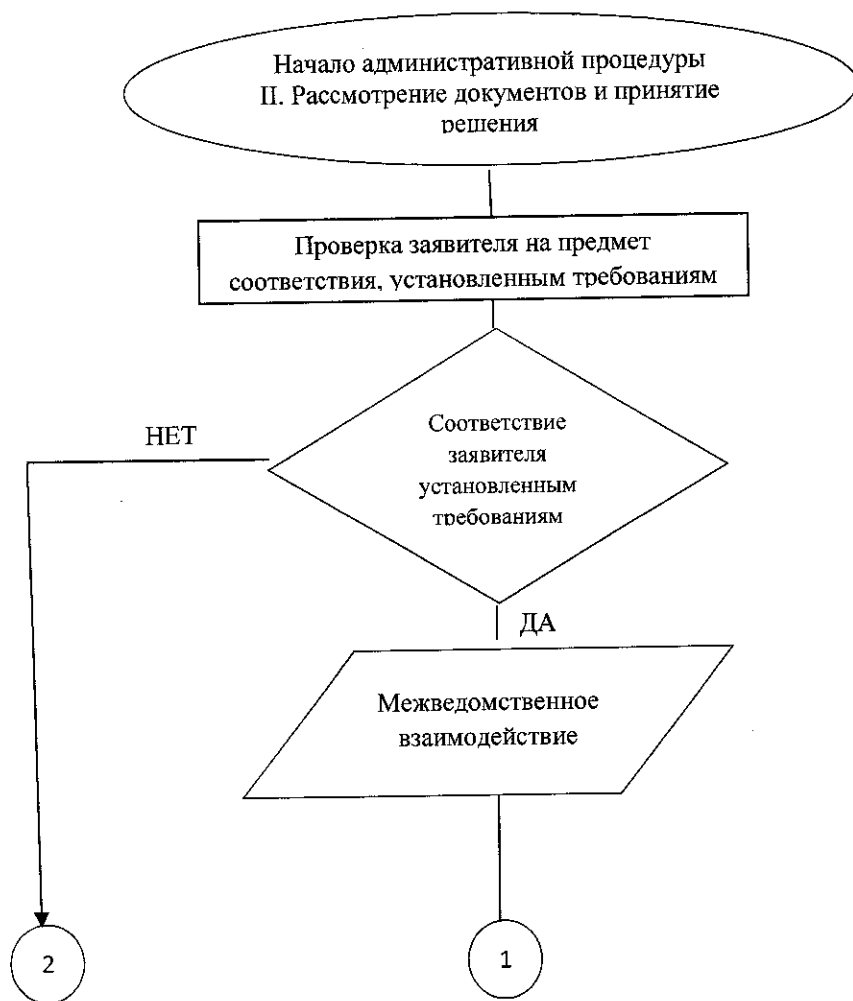 Начало административной процедуры
II. Рассмотрение документов и принятие
решения
Проверка заявителя на предмет
соответствия, установленным требованиям
Соответствие
заявителя
установленным
требованиям
НЕТ
ДА
Межведомственное
взаимодействие
2
1